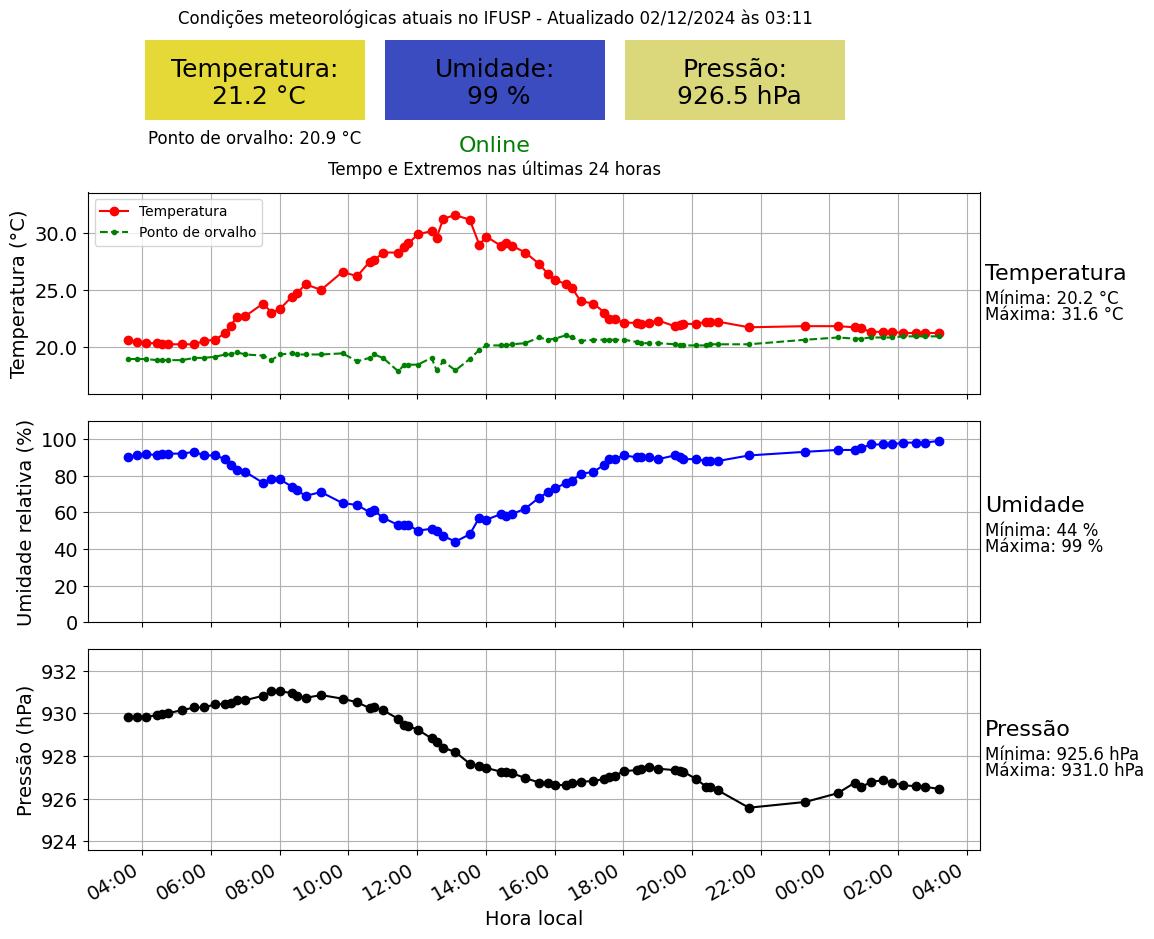 Condições meteorológicas atuais no IFUSP - Atualizado 02/12/2024 às 03:11
Temperatura:
21.2 °C
Umidade:
99 %
Pressão:
926.5 hPa
Ponto de orvalho: 20.9 °C
Online
Tempo e Extremos nas últimas 24 horas
Temperatura (°C)
30.0
25.0
20.0
Temperatura
Ponto de orvalho
Temperatura
Mínima: 20.2 °C
Máxima: 31.6 °C
Umidade relativa (%)
100
80
60
40
20
0
Umidade
Mínima: 44 %
Máxima: 99 %
Pressão (hPa)
932
930
928
926
924
Pressão
Mínima: 925.6 hPa
Máxima: 931.0 hPa
04:00 06:00 08:00 10:00 12:00 14:00 16:00 18:00 20:00 22:00 00:00 02:00 04:00
Hora local